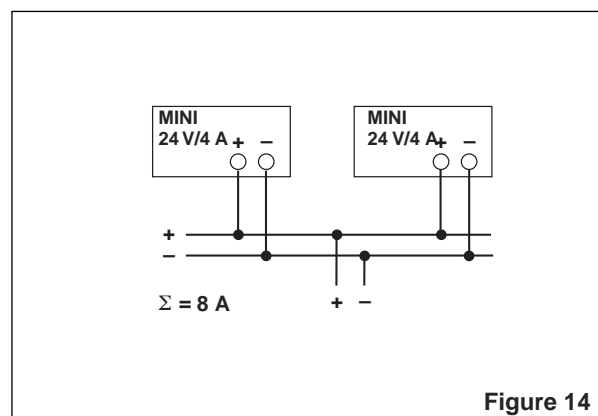 MINI
24 V/4 A + −
MINI
24 V/4 A + −
+
−
Σ = 8 A
+ −
Figure 14